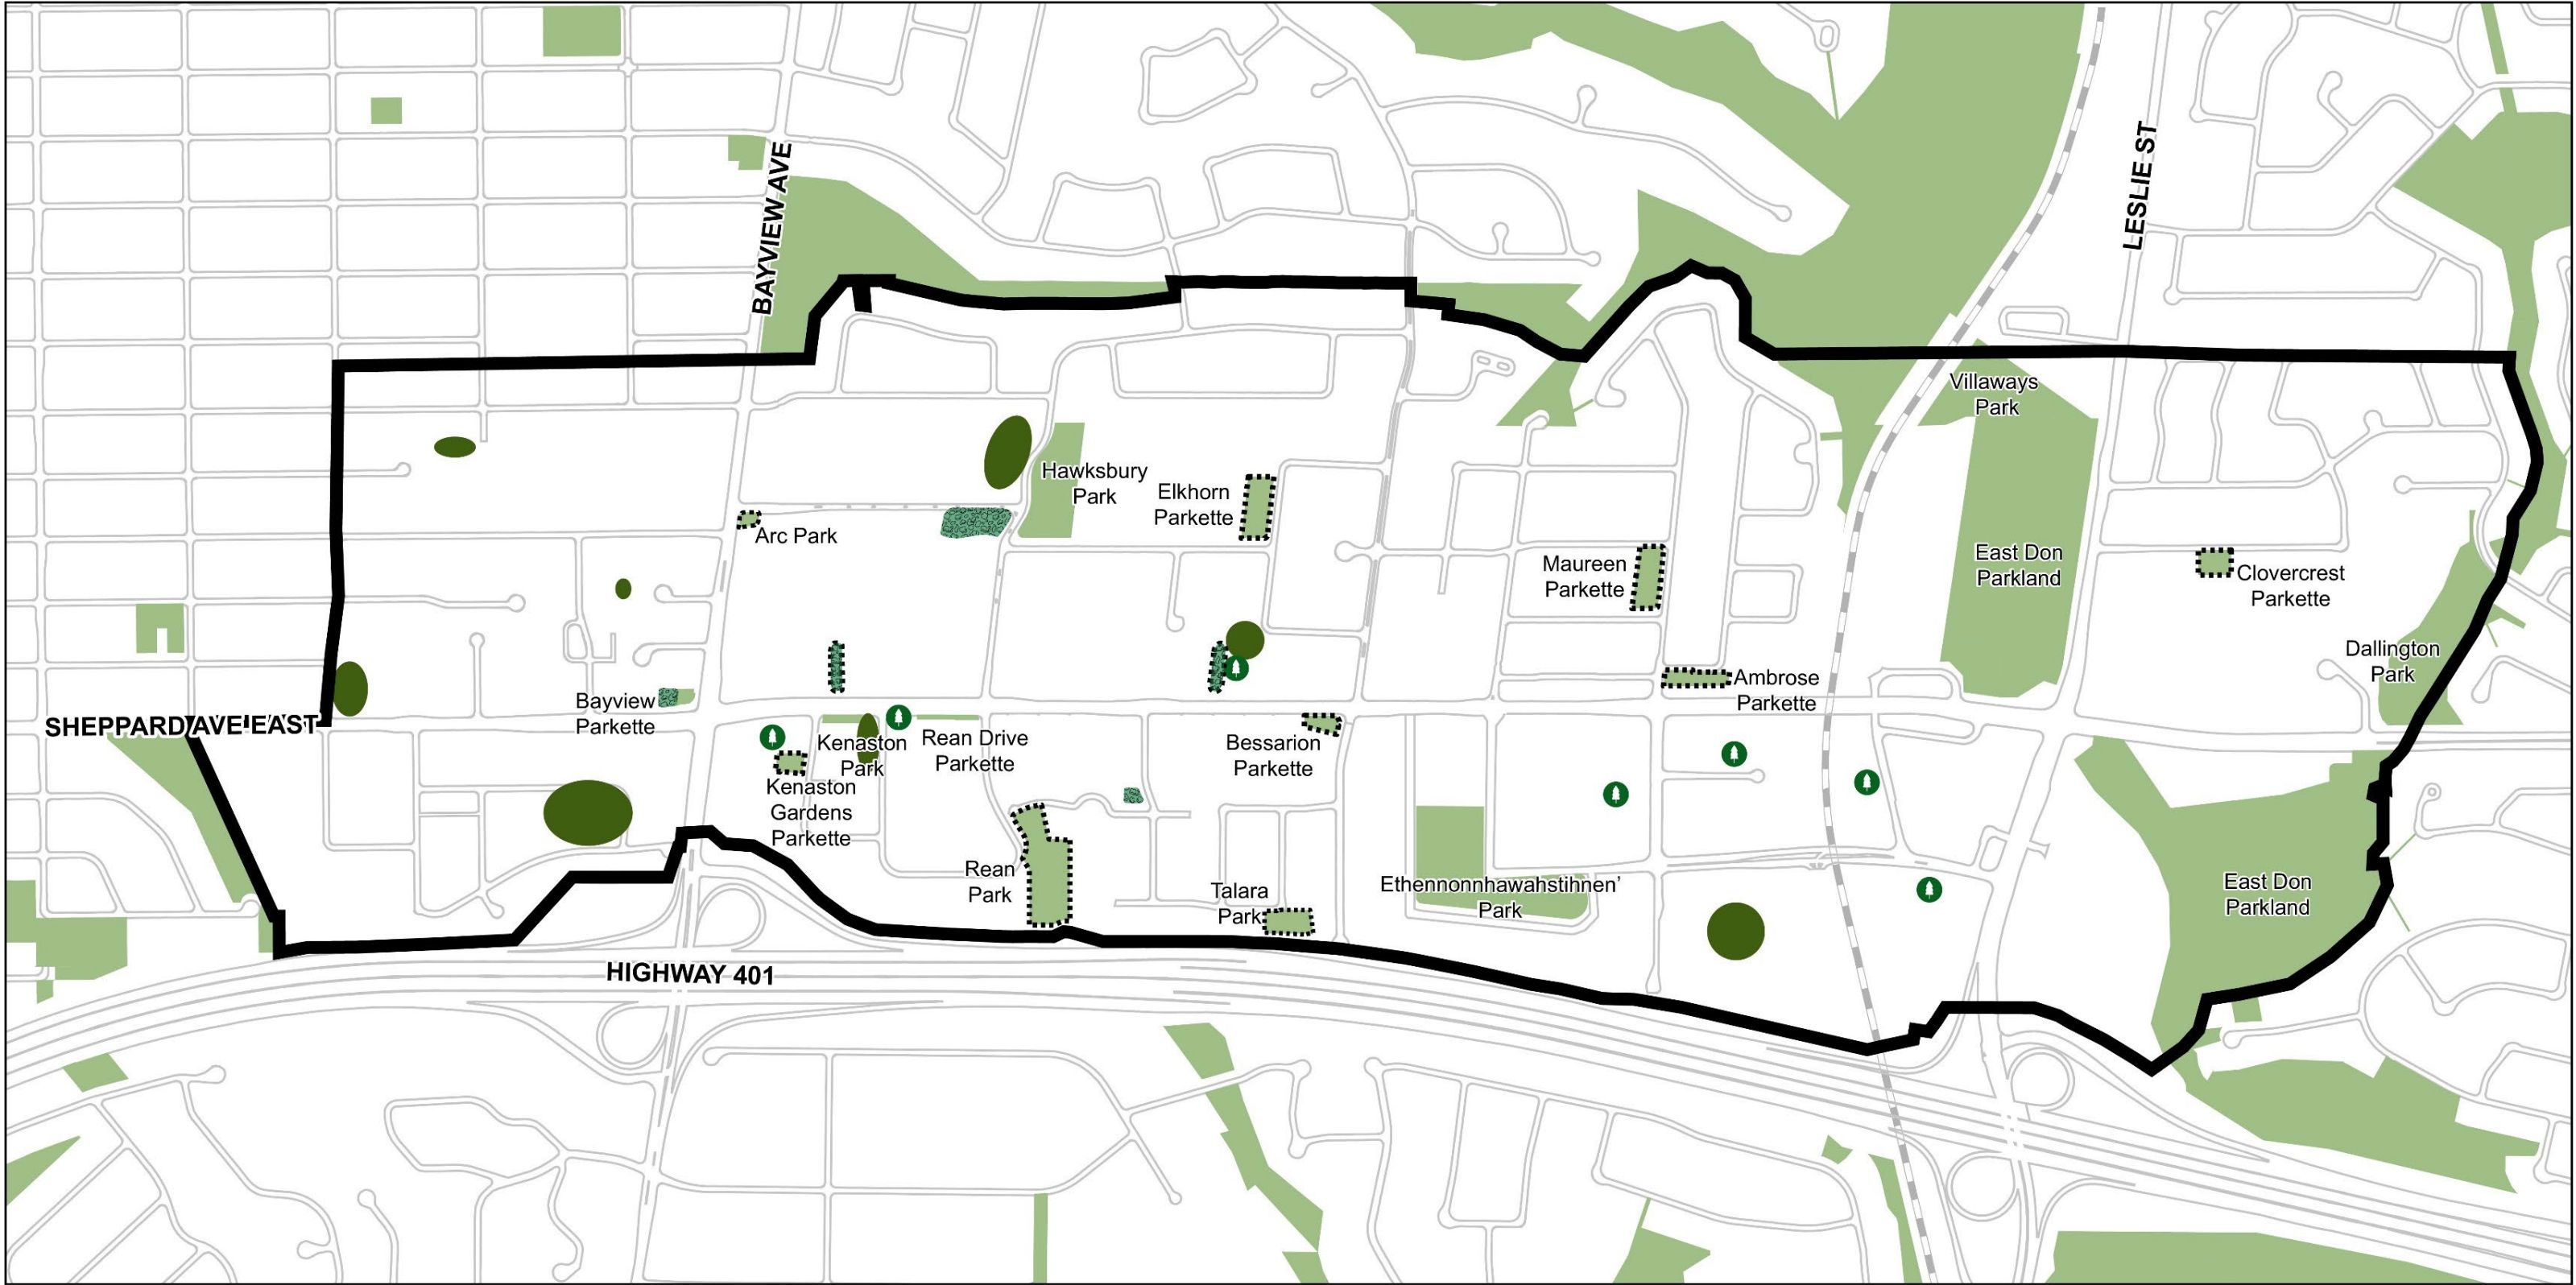 BAYVIEW AVE
LESLIE ST
Villaways
Park
Hawksbury
Park
Elkhorn
Parkette
Arc Park
Maureen
Parkette
East Don
Parkland
Clovercrest
Parkette
Dallington
Park
Ambrose
Parkette
Bayview
Parkette
SHEPPARD AVE EAST
Kenaston
Park
Rean Drive
Parkette
Bessarion
Parkette
Kenaston
Gardens
Parkette
Rean
Park
Talara
Park
Ethennonnhawahstihnen’
Park
East Don
Parkland
HIGHWAY 401